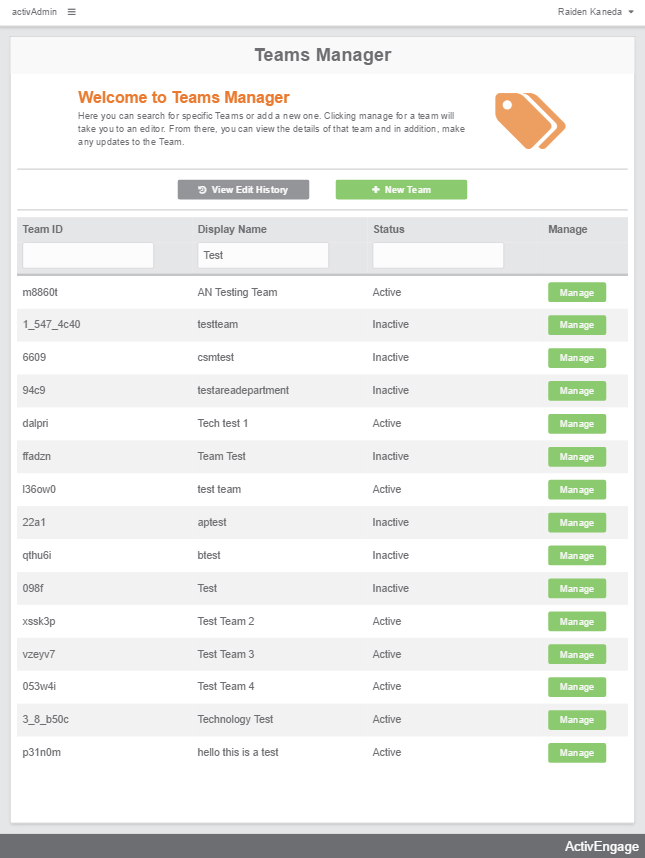 activAdmin Raiden Kaneda
Teams Manager
Welcome to Teams Manager
Here you can search for specific Teams or add a new one. Clicking manage for a team will
take you to an editor. From there, you can view the details of that team and in addition, make
any updates to the Team.
View Edit History New Team
Team ID Display Name Status Manage
Test
m8860t AN Testing Team Active Manage
1_547_4c40 testteam Inactive Manage
6609 csmtest Inactive Manage
94c9 testareadepartment Inactive Manage
dalpri Tech test 1 Active Manage
ffadzn Team Test Inactive Manage
l36ow0 test team Active Manage
22a1 aptest Inactive Manage
qthu6i btest Inactive Manage
098f Test Inactive Manage
xssk3p Test Team 2 Active Manage
vzeyv7 Test Team 3 Active Manage
053w4i Test Team 4 Active Manage
3_8_b50c Technology Test Active Manage
p31n0m hello this is a test Active Manage
ActivEngage